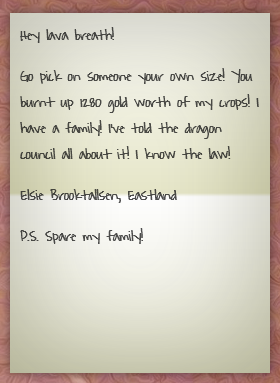 Hey lava breath!
Go pick on someone your own size! You
burnt up 1280 gold worth of my crops! I
have a family! I've told the dragon
council all about it! I know the law!
Elsie Brooktallsen, Eastland
P.S. Spare my family!